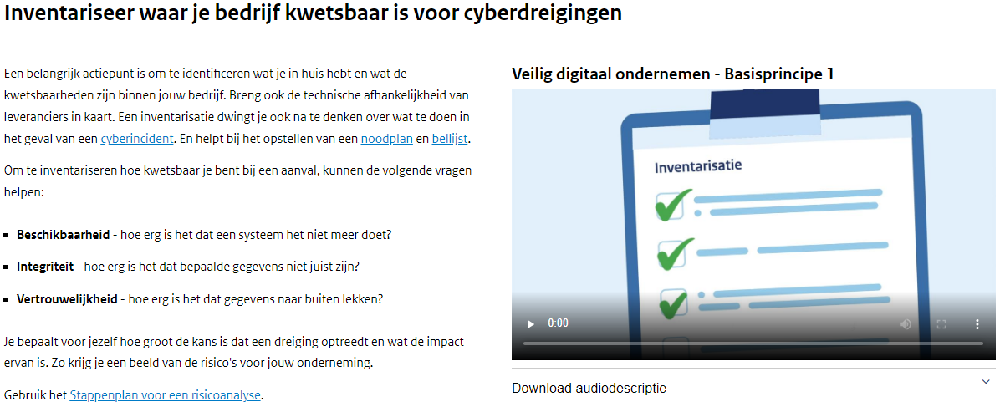 Inventariseer waar je bedrijf kwetsbaar is voor cyberdreigingen
Een belangrijk actiepunt is om te identificeren wat je in huis hebt en wat de
kwetsbaarheden zijn binnen jouw bedrijf. Breng ook de technische afhankelijkheid van
leveranciers in kaart. Een inventarisatie dwingt je ook na te denken over wat te doen in
het geval van een cyberincident. En helpt bij het opstellen van een noodplan en bellijst.
Om te inventariseren hoe kwetsbaar je bent bij een aanval, kunnen de volgende vragen
helpen:
Beschikbaarheid - hoe erg is het dat een systeem het niet meer doet?
Integriteit - hoe erg is het dat bepaalde gegevens niet juist zijn?
Vertrouwelijkheid - hoe erg is het dat gegevens naar buiten lekken?
Je bepaalt voor jezelf hoe groot de kans is dat een dreiging optreedt en wat de impact
ervan is. Zo krijg je een beeld van de risico's voor jouw onderneming.
Gebruik het Stappenplan voor een risicoanalyse.
Veilig digitaal ondernemen - Basisprincipe 1
Inventarisatie
0:00
Download audiodescriptie